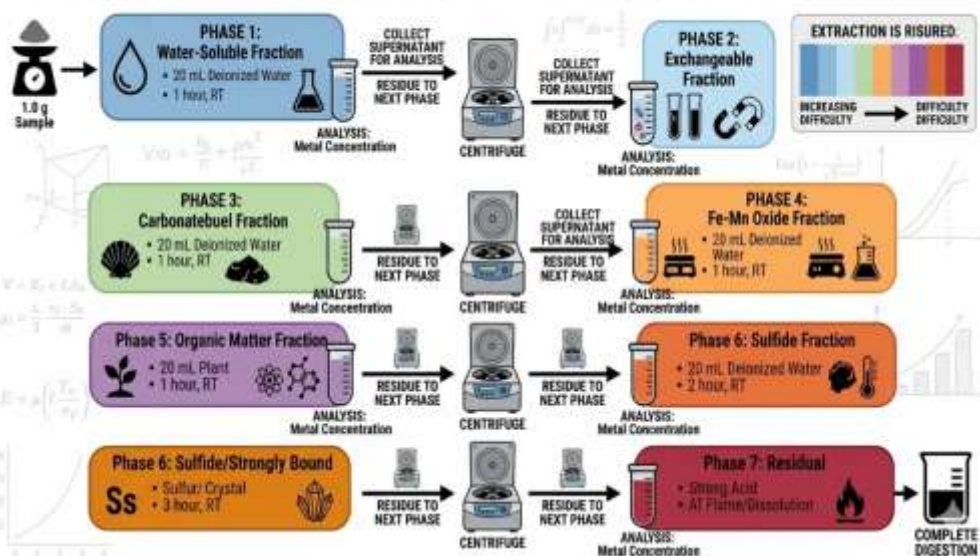 PHASE 1:
Water-Soluble Fraction
• 20 mL Deionized Water
• 1 hour, RT
1.0 g
Sample
COLLECT
SUPERNATANT
FOR ANALYSIS
RESIDUE TO
NEXT PHASE
ANALYSIS:
Metal Concentration
CENTRIFUGE
COLLECT
SUPERNATANT
FOR ANALYSIS
RESIDUE TO
NEXT PHASE
PHASE 2:
Exchangeable
Fraction
ANALYSIS:
Metal Concentration
EXTRACTION IS RISURED:
INCREASING
DIFFICULTY
DIFFICULTY
DIFFICULTY
PHASE 3:
Carbonatebuel Fraction
• 20 mL Deionized Water
• 1 hour, RT
ANALYSIS:
Metal Concentration
RESIDUE TO
NEXT PHASE
CENTRIFUGE
COLLECT
SUPERNATANT
FOR ANALYSIS
RESIDUE TO
NEXT PHASE
PHASE 4:
Fe-Mn Oxide Fraction
• 20 mL Deionized
Water
• 1 hour, RT
ANALYSIS:
Metal Concentration
Phase 5: Organic Matter Fraction
• 20 mL Plant
• 1 hour, RT
ANALYSIS:
Metal Concentration
RESIDUE TO
NEXT PHASE
CENTRIFUGE
RESIDUE TO
NEXT PHASE
Phase 6: Sulfide Fraction
• 20 mL Deionized Water
• 2 hour, RT
ANALYSIS:
Metal Concentration
Phase 6: Sulfide/Strongly Bound
Ss
• Sulfur/ Crystal
• 3 hour, RT
RESIDUE TO
NEXT PHASE
CENTRIFUGE
RESIDUE TO
NEXT PHASE
Phase 7: Residual
• Strong Acid
• AT Flame/Dissolution
ANALYSIS:
Metal Concentration
COMPLETE
DIGESTION